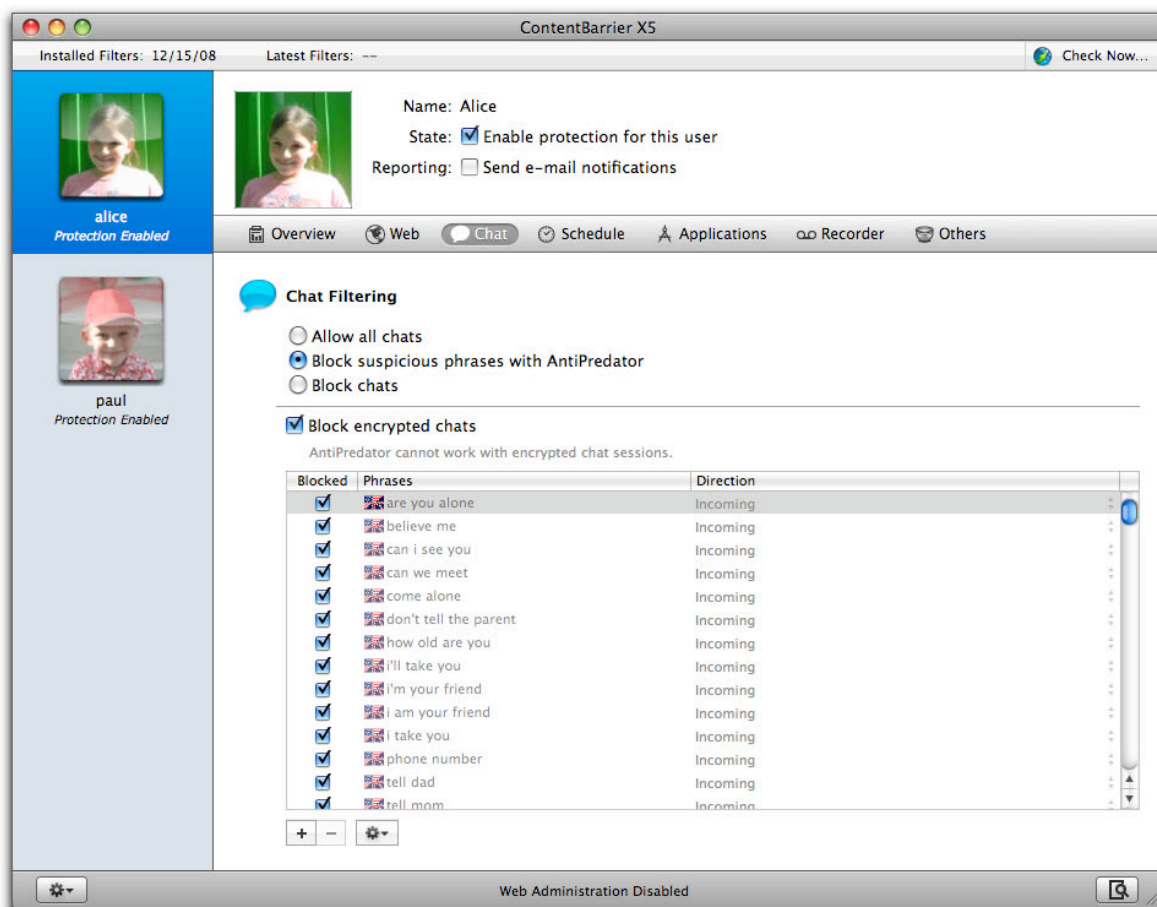 ContentBarrier X5
Installed Filters: 12/15/08 Latest Filters: -- Check Now...
alice
Protection Enabled
paul
Protection Enabled
Name: Alice
State: Enable protection for this user
Reporting: Send e-mail notifications
Overview Web Chat Schedule Applications Recorder Others
Chat Filtering
Allow all chats
Block suspicious phrases with AntiPredator
Block chats
Block encrypted chats
AntiPredator cannot work with encrypted chat sessions.
Blocked Phrases Direction
are you alone Incoming
believe me Incoming
can i see you Incoming
can we meet Incoming
come alone Incoming
don't tell the parent Incoming
how old are you Incoming
i'll take you Incoming
i'm your friend Incoming
i am your friend Incoming
i take you Incoming
phone number Incoming
tell dad Incoming
tell mom Incoming
Web Administration Disabled